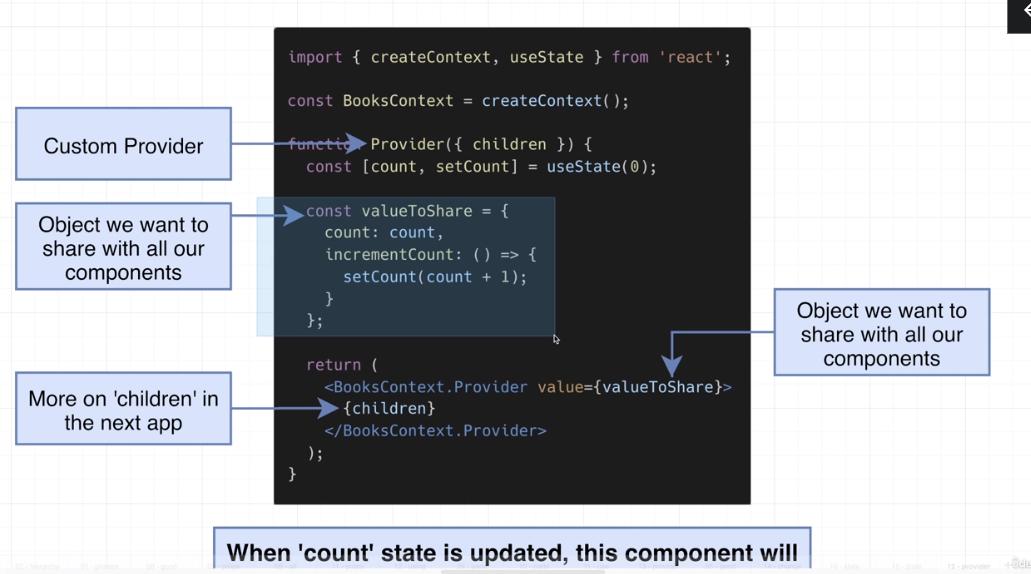 import { createContext, useState } from 'react';
const BooksContext = createContext();
Custom Provider
function Provider({ children }) {
const [count, setCount] = useState(0);
Object we want to
share with all our
components
const valueToShare = {
count: count,
incrementCount: () => {
setCount(count + 1);
}
};
Object we want to
share with all our
components
return (
<BooksContext.Provider value={valueToShare}>
More on 'children' in
the next app
{children}
</BooksContext.Provider>
);
}
When 'count' state is updated, this component will